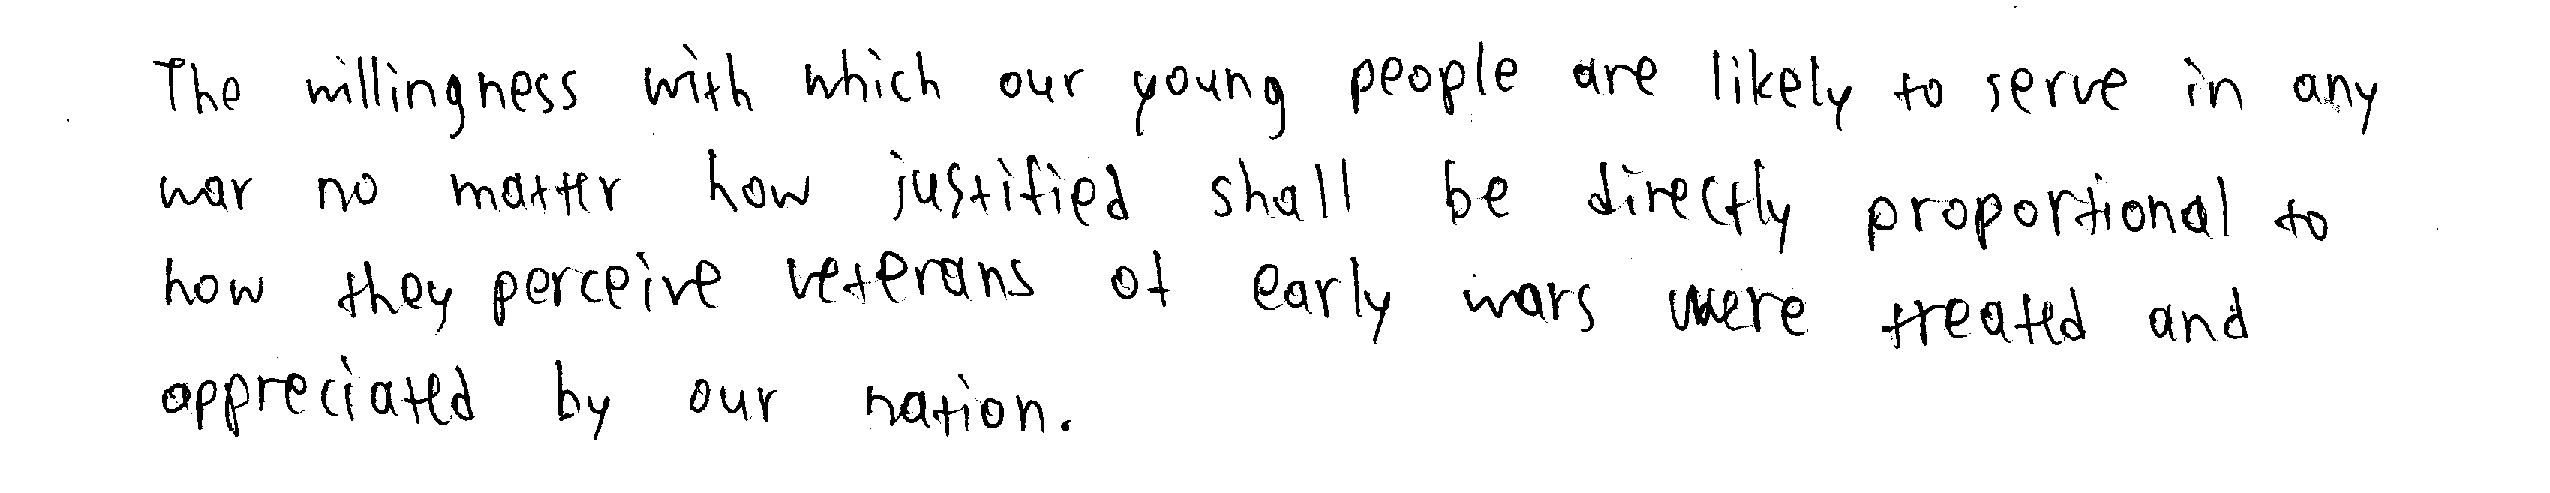 The willingness with which our young people are likely to serve in any
war no matter how justified shall be directly proportional to
how they perceive veterans of early wars were treated and
appreciated by our nation.